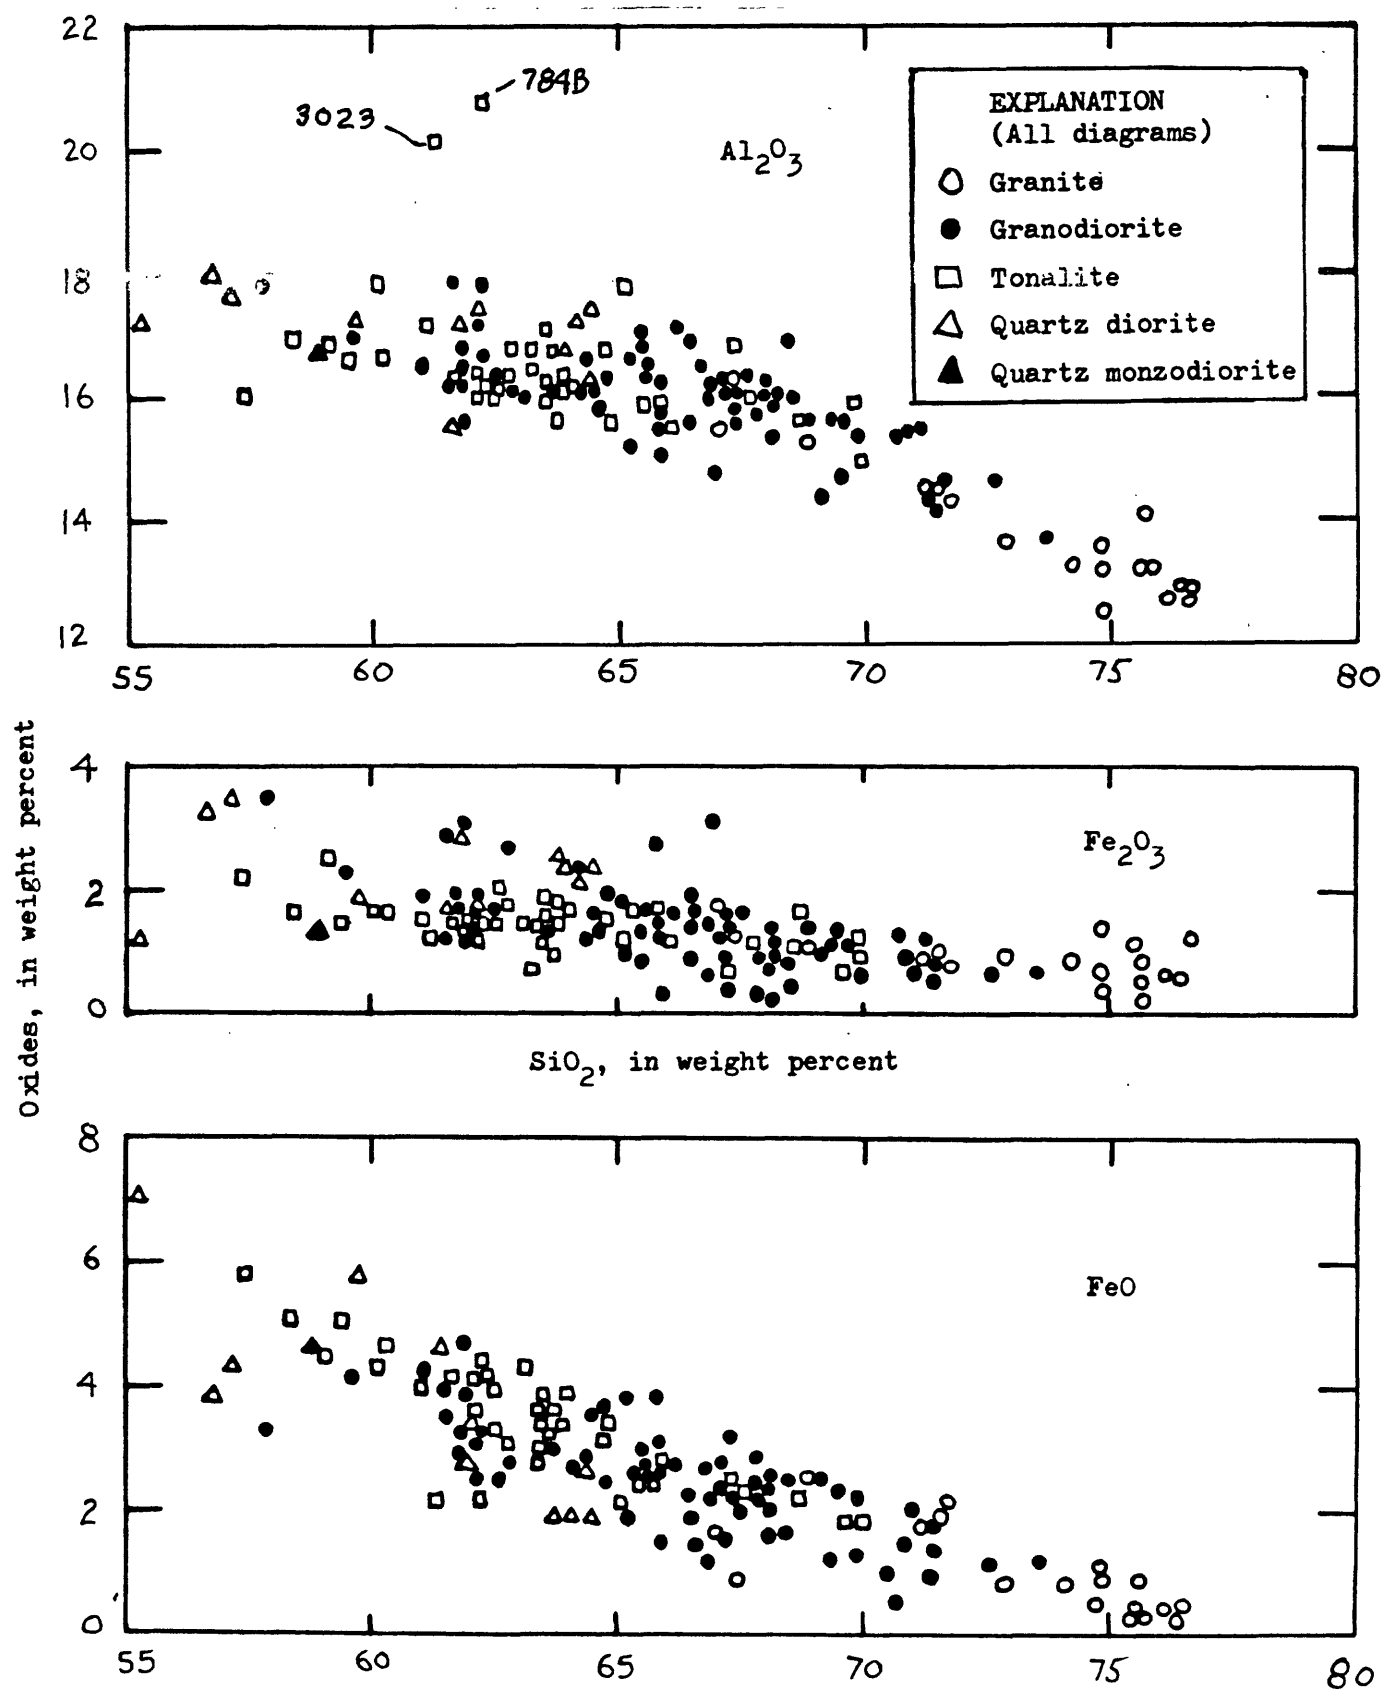 22
20
18
16
14
12
784B
3023
Al2O3
EXPLANATION
(All diagrams)
Granite
Granodiorite
Tonalite
Quartz diorite
Quartz monzodiorite
55 60 65 70 75 80
Oxides, in weight percent
4
2
0
Fe2O3
SiO2, in weight percent
8
6
4
2
0
FeO
55 60 65 70 75 80